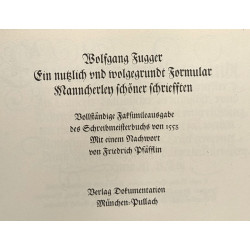 Wolfgang Fugger
Ein nutzlich vnd wolgegrundt Formular
Manncherley schöner schriefften
Vollständige Faksimileausgabe
des Schreibmeisterbuchs von 1553
Mit einem Nachwort
von Friedrich Pfäfflin
Verlag Dokumentation
München-Pullach